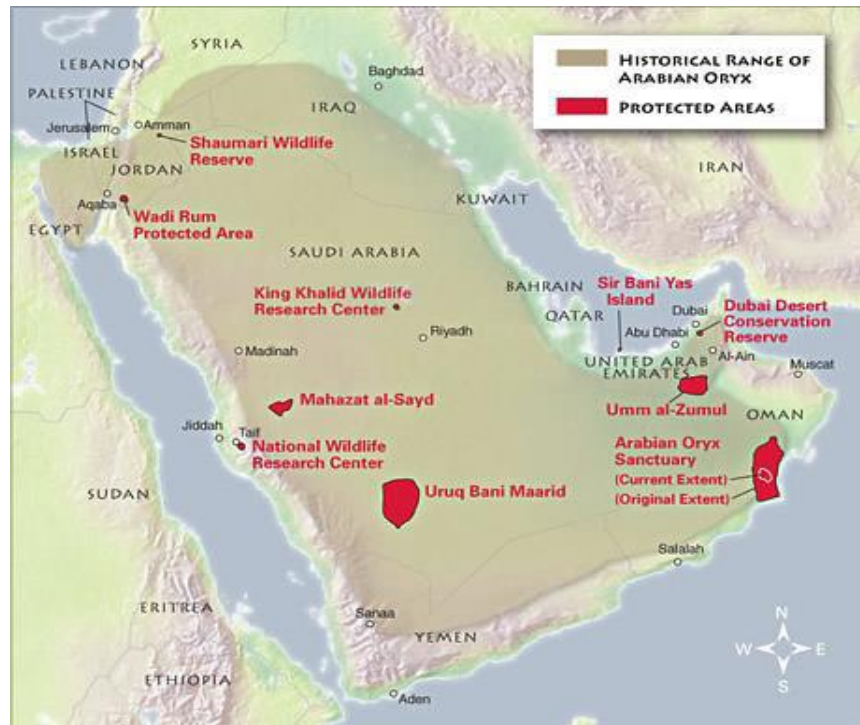 HISTORICAL RANGE OF
ARABIAN ORYX
PROTECTED AREAS
SYRIA
LEBANON
Baghdad
PALESTINE
IRAQ
Jerusalem
Amman
Shaumari Wildlife
Reserve
ISRAEL
JORDAN
IRAN
Aqaba
Wadi Rum
Protected Area
KUWAIT
EGYPT
SAUDI ARABIA
BAHRAIN
Sir Bani Yas
Island
King Khalid Wildlife
Research Center
QATAR
Dubai
Dubai Desert
Conservation
Reserve
Riyadh
Abu Dhabi
Madinah
UNITED ARAB
EMIRATES
Al-Ain
Muscat
Mahazat al-Sayd
Umm al-Zumul
OMAN
Jiddah
Taif
National Wildlife
Research Center
Arabian Oryx
Sanctuary
(Current Extent)
(Original Extent)
Uruq Bani Maarid
SUDAN
Salalah
ERITREA
Sanaa
YEMEN
N
W
E
S
ETHIOPIA
Aden